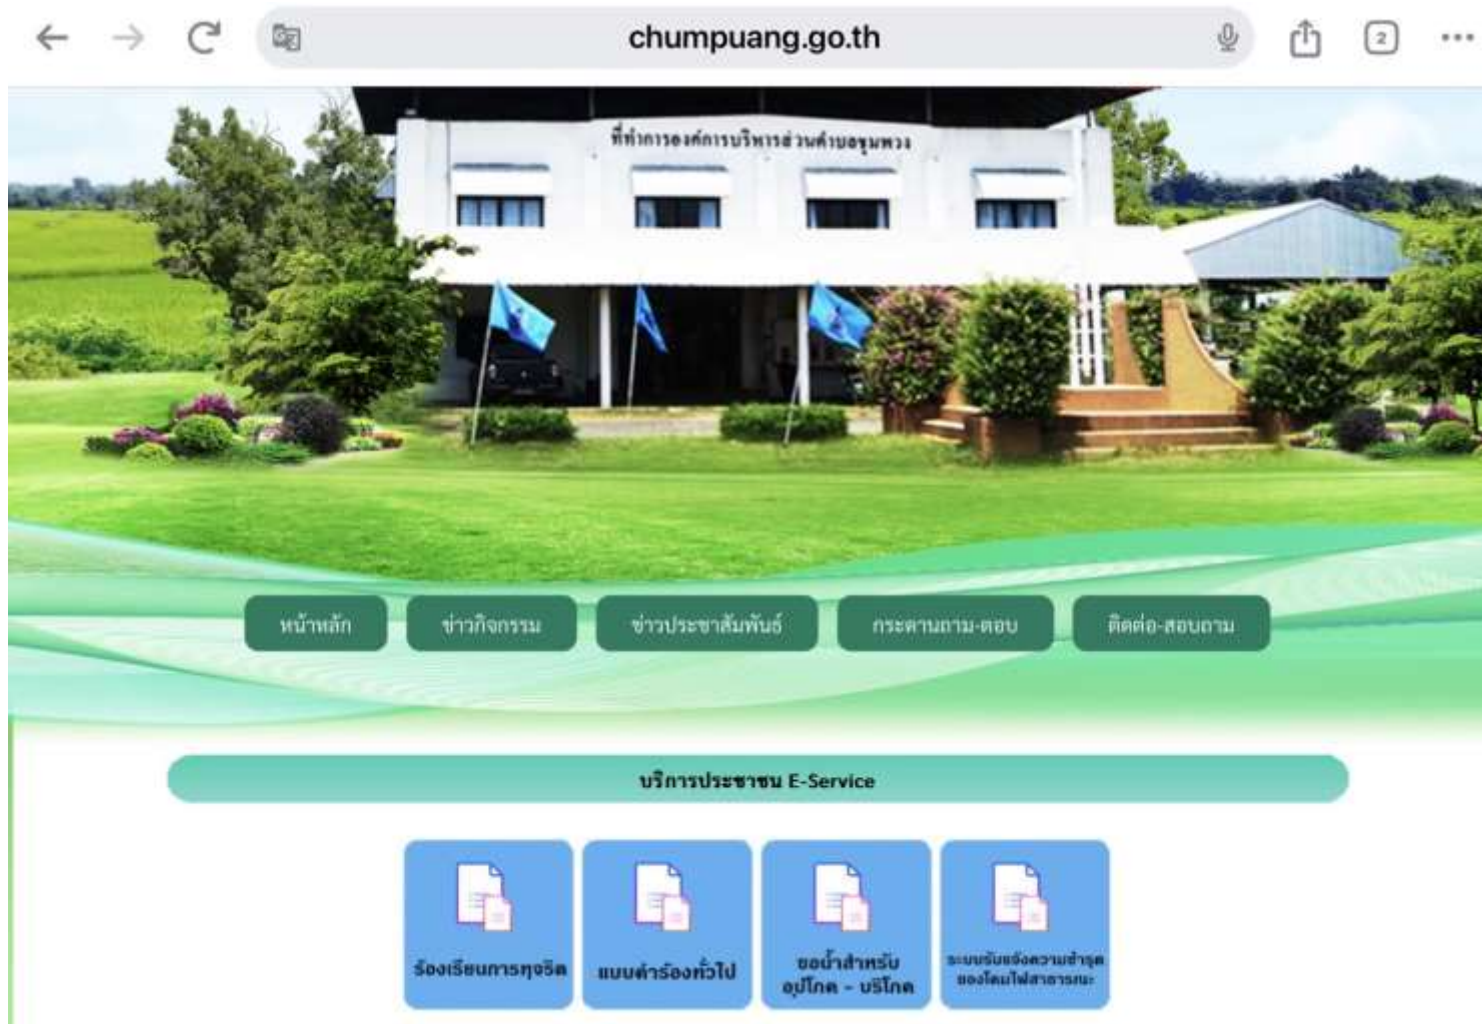 chumpuang.go.th
2
ที่ทำการองค์การบริหารส่วนตำบลชุมพวง
หน้าหลัก
ข่าวกิจกรรม
ข่าวประชาสัมพันธ์
กระดานถาม-ตอบ
ติดต่อ-สอบถาม
บริการประชาชน E-Service
ร้องเรียนการทุจริต
แบบคำร้องทั่วไป
ขอน้ำสำหรับ
อุปโภค - บริโภค
ระบบรับแจ้งความชำรุด
ของโคมไฟสาธารณะ